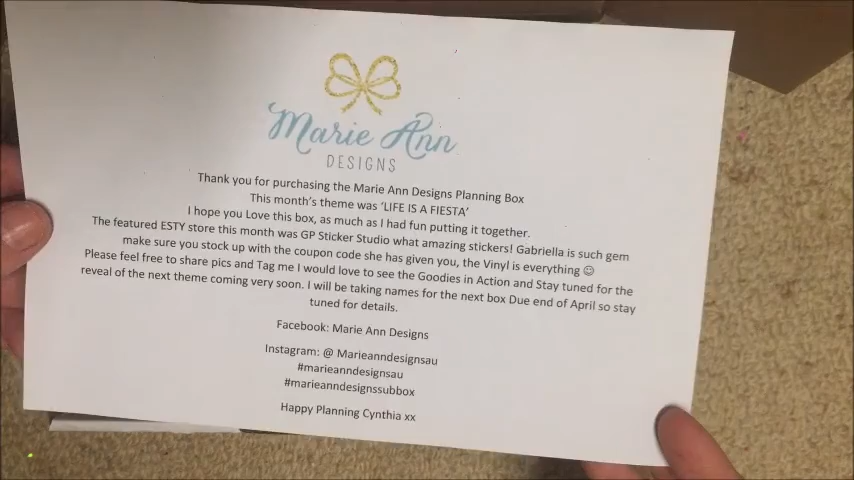 Marie Ann
DESIGNS
Thank you for purchasing the Marie Ann Designs Planning Box
This month's theme was 'LIFE IS A FIESTA'
I hope you Love this box, as much as I had fun putting it together.
The featured ESTY store this month was GP Sticker Studio what amazing stickers! Gabriella is such gem
make sure you stock up with the coupon code she has given you, the Vinyl is everything ☺
Please feel free to share pics and Tag me I would love to see the Goodies in Action and Stay tuned for the
reveal of the next theme coming very soon. I will be taking names for the next box Due end of April so stay
tuned for details.
Facebook: Marie Ann Designs
Instagram: @ Marieanndesignsau
#marieanndesignsau
#marieanndesignssubbox
Happy Planning Cynthia xx